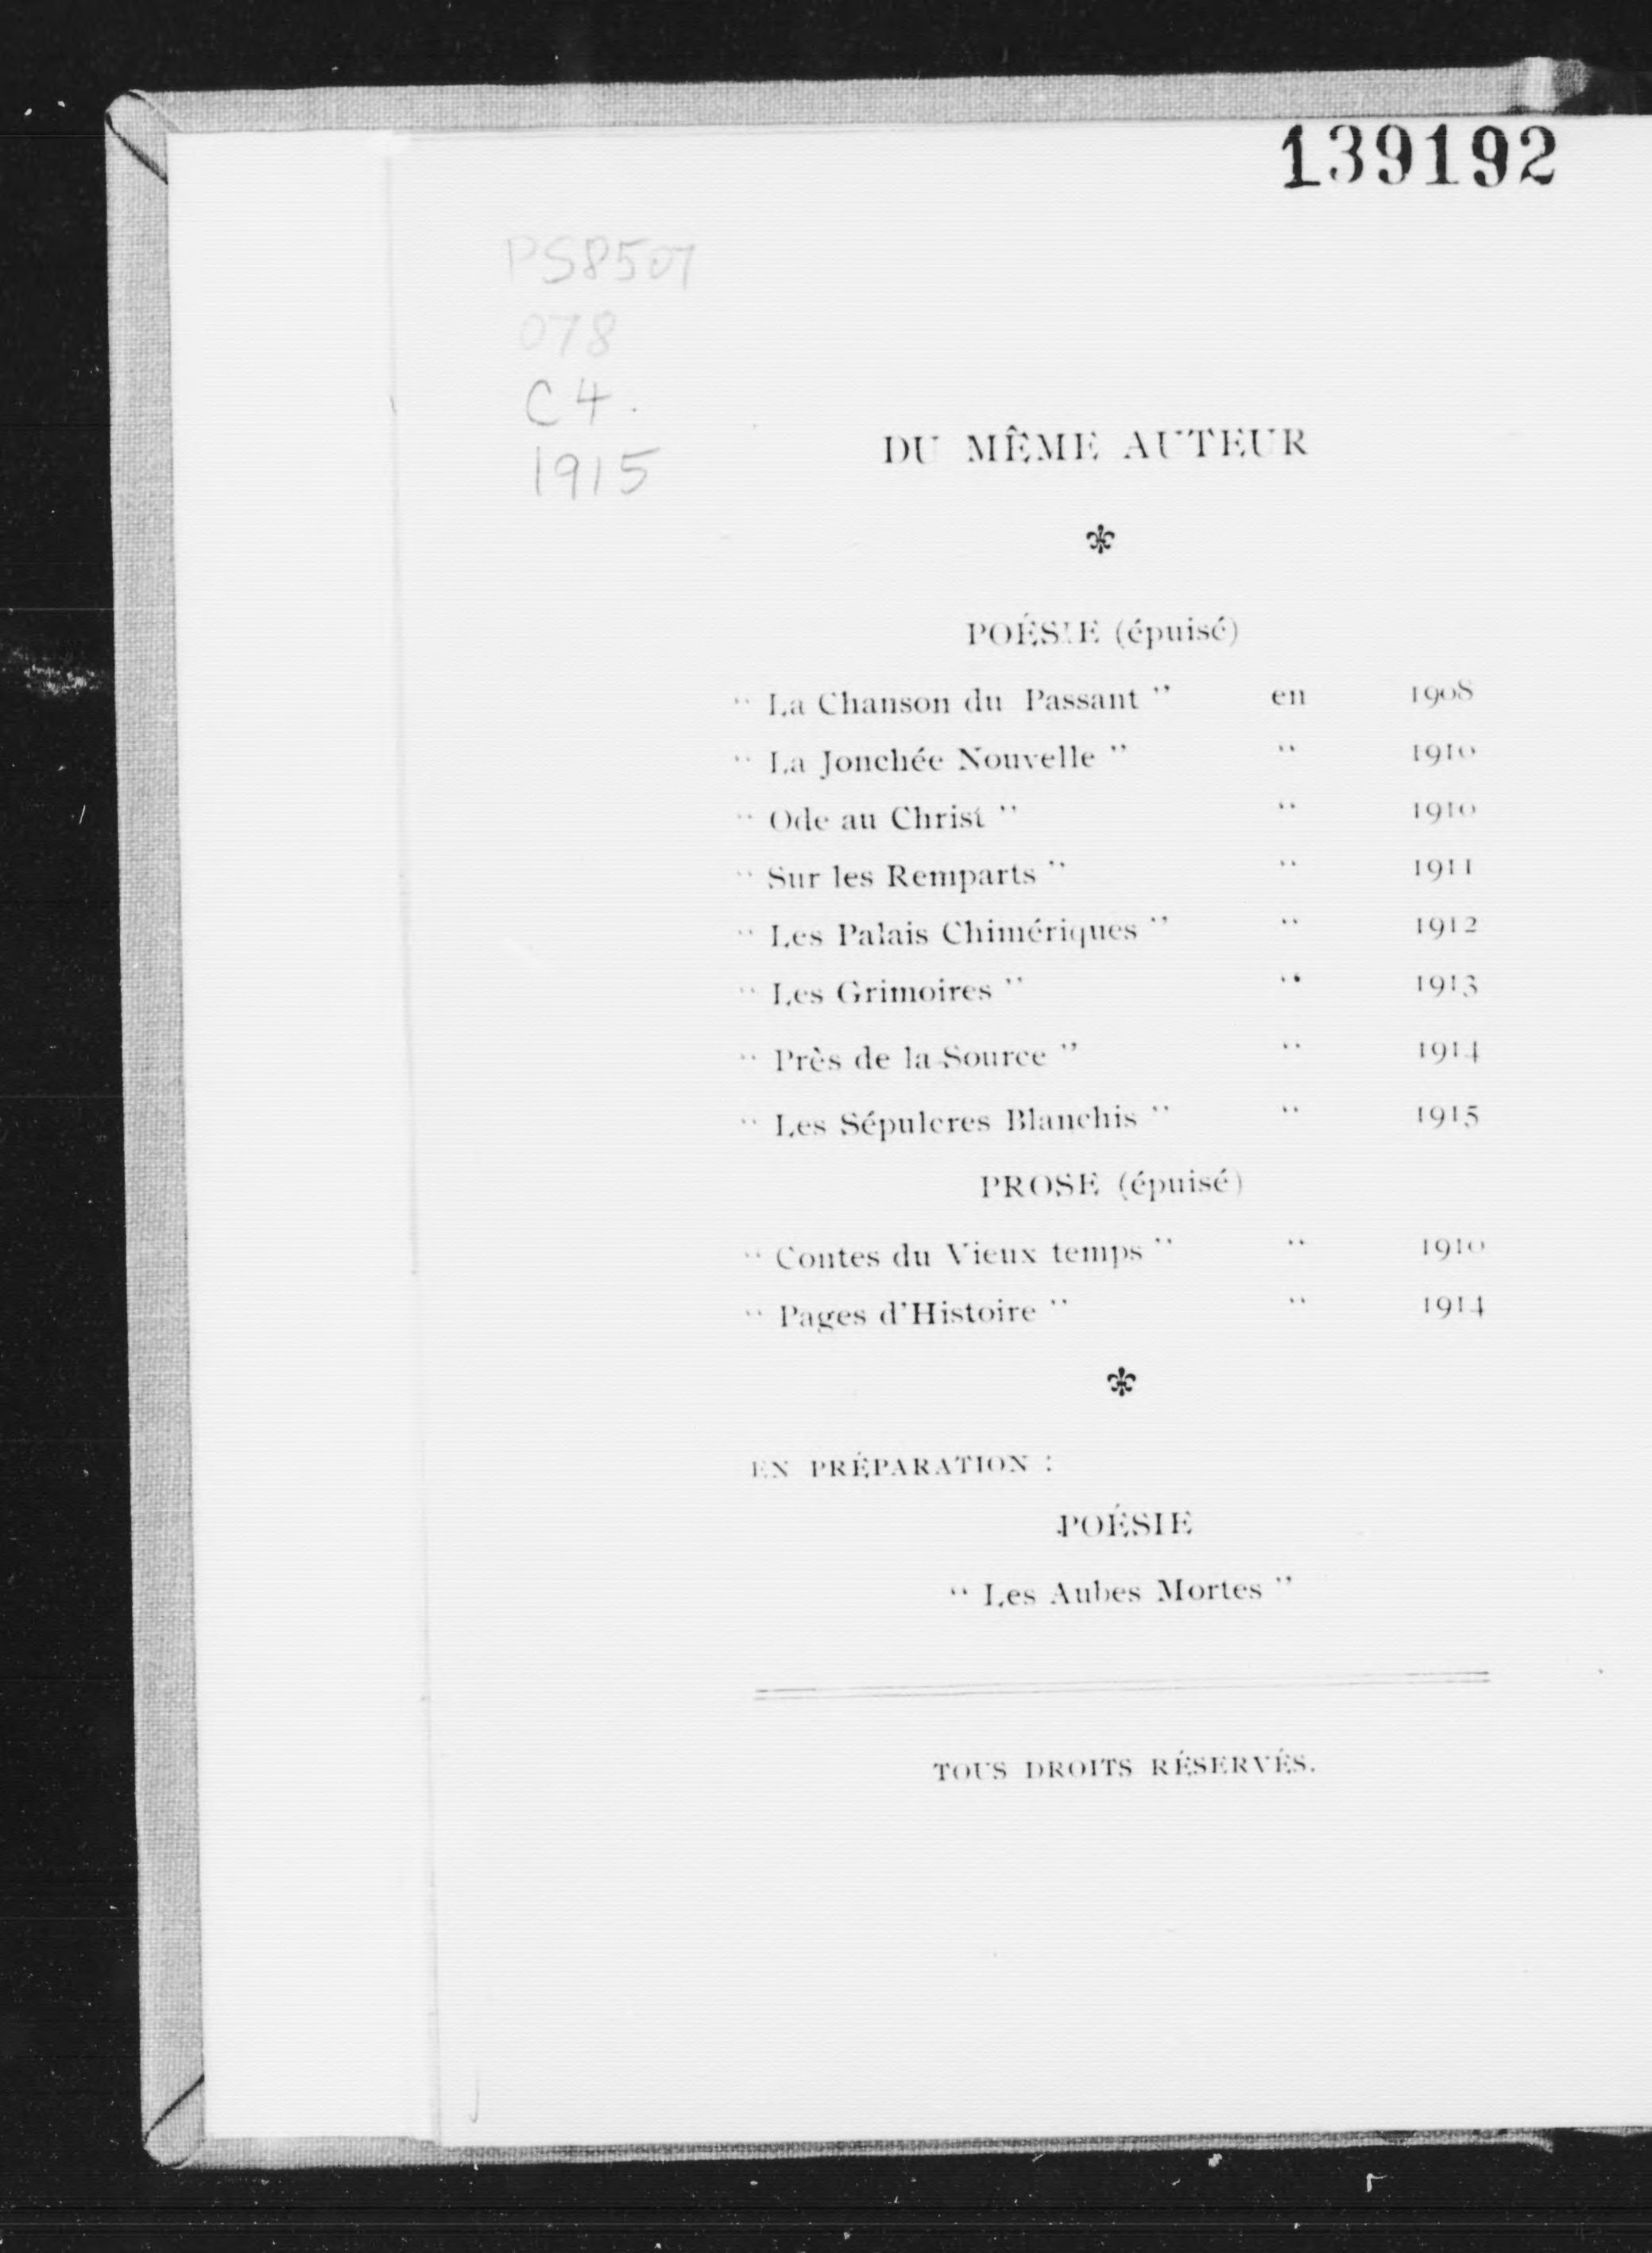 139192
PS8507
078
C4.
1915
DU MÊME AUTEUR
POÉSIE (épuisé)
“ La Chanson du Passant ” en 1908
“ La Jonchée Nouvelle ” “ 1910
“ Ode au Christ ” “ 1910
“ Sur les Remparts ” “ 1911
“ Les Palais Chimériques ” “ 1912
“ Les Grimoires ” “ 1913
“ Près de la Source ” “ 1914
“ Les Sépulcres Blanchis ” “ 1915
PROSE (épuisé)
“ Contes du Vieux temps ” “ 1910
“ Pages d’Histoire ” “ 1914
EN PRÉPARATION :
POÉSIE
“ Les Aubes Mortes ”
TOUS DROITS RÉSERVÉS.